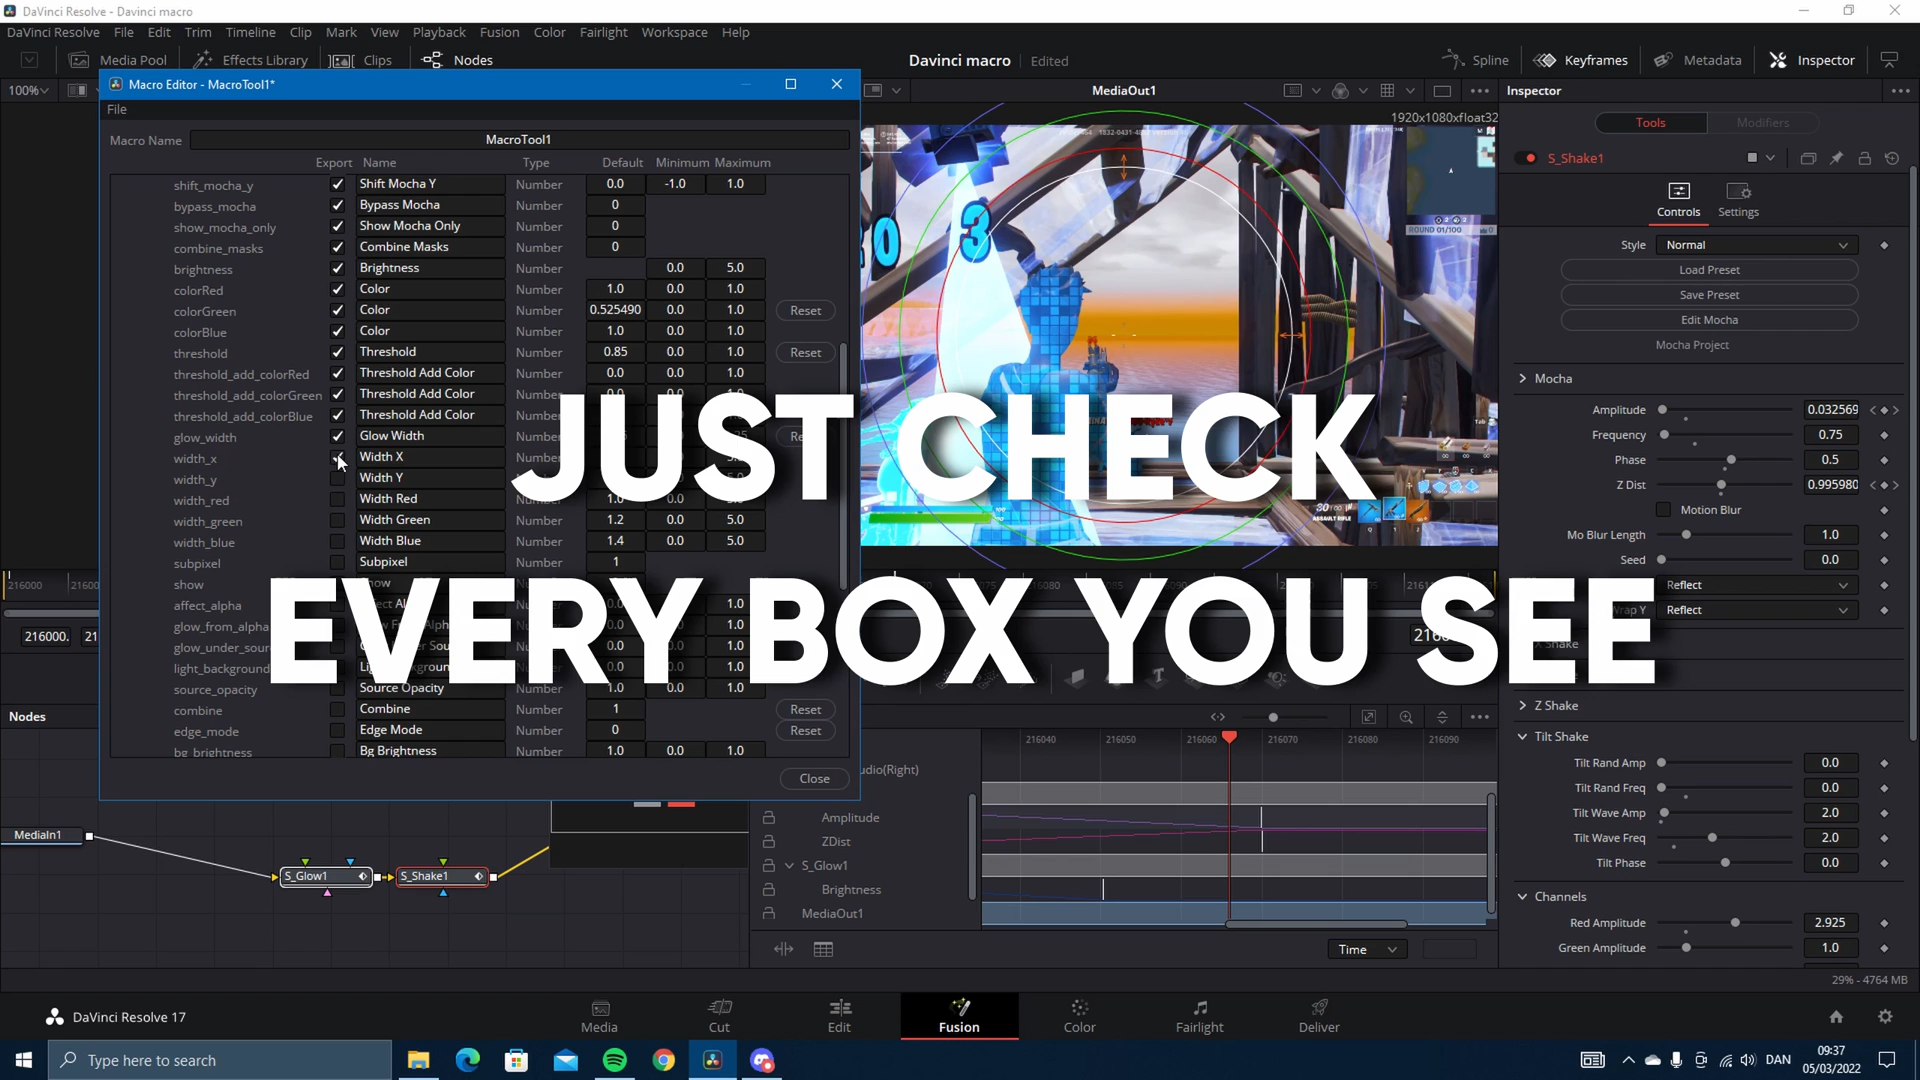 DaVinci Resolve - Davinci macro
DaVinci Resolve File Edit Trim Timeline Clip Mark View Playback Fusion Color Fairlight Workspace Help
Media Pool Effects Library Clips Nodes Davinci macro Edited Spline Keyframes Metadata Inspector
100% MediaOut1 Inspector
Macro Editor - MacroTool1*
File
Macro Name MacroTool1
Export Name Type Default Minimum Maximum
shift_mocha_y Shift Mocha Y Number 0.0 -1.0 1.0
bypass_mocha Bypass Mocha Number 0
show_mocha_only Show Mocha Only Number 0
combine_masks Combine Masks Number 0
brightness Brightness Number 0.0 5.0
colorRed Color Number 1.0 0.0 1.0
colorGreen Color Number 0.525490 0.0 1.0 Reset
colorBlue Color Number 1.0 0.0 1.0
threshold Threshold Number 0.85 0.0 1.0 Reset
threshold_add_colorRed Threshold Add Color Number 0.0 0.0 1.0
threshold_add_colorGreen Threshold Add Color Number
threshold_add_colorBlue Threshold Add Color
glow_width Glow Width
width_x Width X
width_y Width Y
width_red Width Red
width_green Width Green Number 1.2 0.0 5.0
width_blue Width Blue Number 1.4 0.0 5.0
subpixel Subpixel Number 1
show
affect_alpha 1.0
glow_from_alpha
glow_under_sour
light_background
source_opacity Source Opacity Number 1.0 0.0 1.0
combine Combine Number 1 Reset
edge_mode Edge Mode Number 0 Reset
bg_brightness Bg Brightness Number 1.0 0.0 1.0
Close
JUST CHECK
EVERY BOX YOU SEE
1920x1080xfloat32
3
ROUND 01/100
ASSAULT RIFLE
Tools Modifiers
S_Shake1
Controls Settings
Style Normal
Load Preset
Save Preset
Edit Mocha
Mocha Project
Mocha
Amplitude 0.032569
Frequency 0.75
Phase 0.5
Z Dist 0.995980
Motion Blur
Mo Blur Length 1.0
Seed 0.0
Reflect
Wrap Y Reflect
Shake
Z Shake
Tilt Shake
Tilt Rand Amp 0.0
Tilt Rand Freq 0.0
Tilt Wave Amp 2.0
Tilt Wave Freq 2.0
Tilt Phase 0.0
Channels
Red Amplitude 2.925
Green Amplitude 1.0
29% - 4764 MB
216000
216000.
Nodes
MediaIn1
S_Glow1 S_Shake1
216040 216050 216060 216070 216080 216090
Amplitude
ZDist
S_Glow1
Brightness
MediaOut1
Time
DaVinci Resolve 17
Media Cut Edit Fusion Color Fairlight Deliver
Type here to search
DAN
09:37
05/03/2022